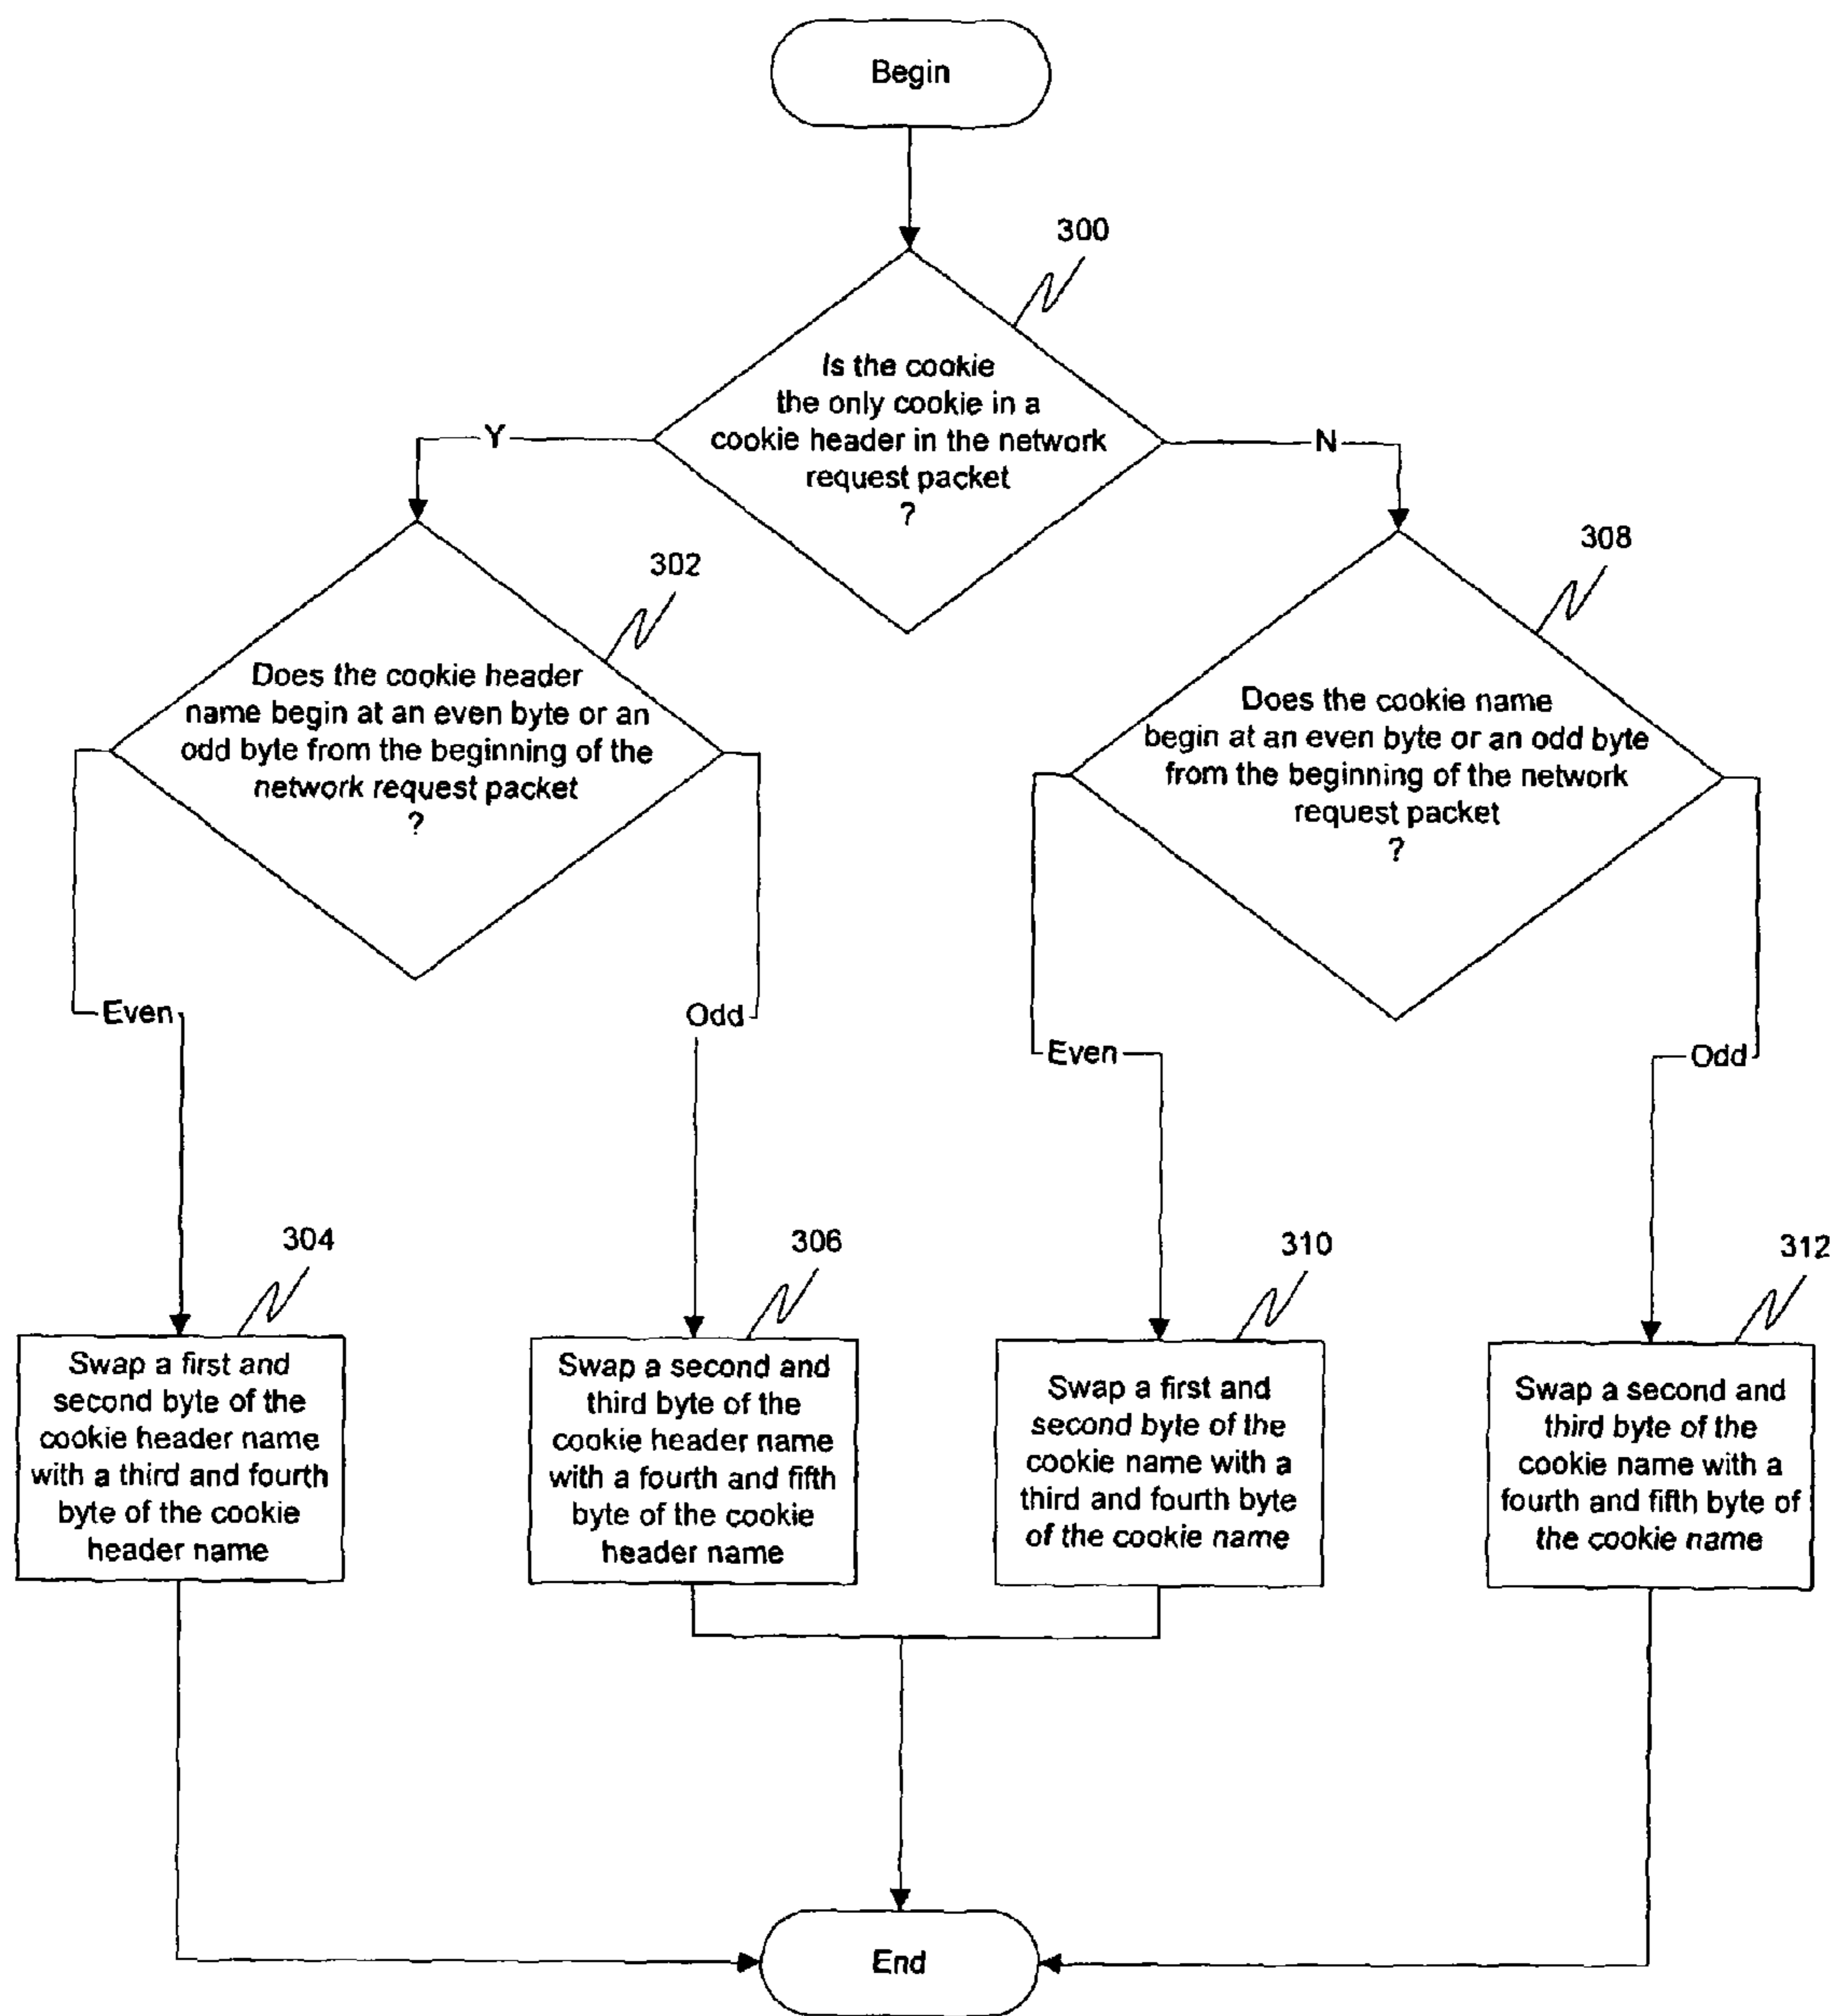 Begin
300
Is the cookie
the only cookie in a
cookie header in the network
request packet
?
Y
N
302
Does the cookie header
name begin at an even byte or an
odd byte from the beginning of the
network request packet
?
308
Does the cookie name
begin at an even byte or an odd byte
from the beginning of the network
request packet
?
Even
Odd
Even
Odd
304
Swap a first and
second byte of the
cookie header name
with a third and fourth
byte of the cookie
header name
306
Swap a second and
third byte of the
cookie header name
with a fourth and fifth
byte of the cookie
header name
310
Swap a first and
second byte of the
cookie name with a
third and fourth byte
of the cookie name
312
Swap a second and
third byte of the
cookie name with a
fourth and fifth byte of
the cookie name
End